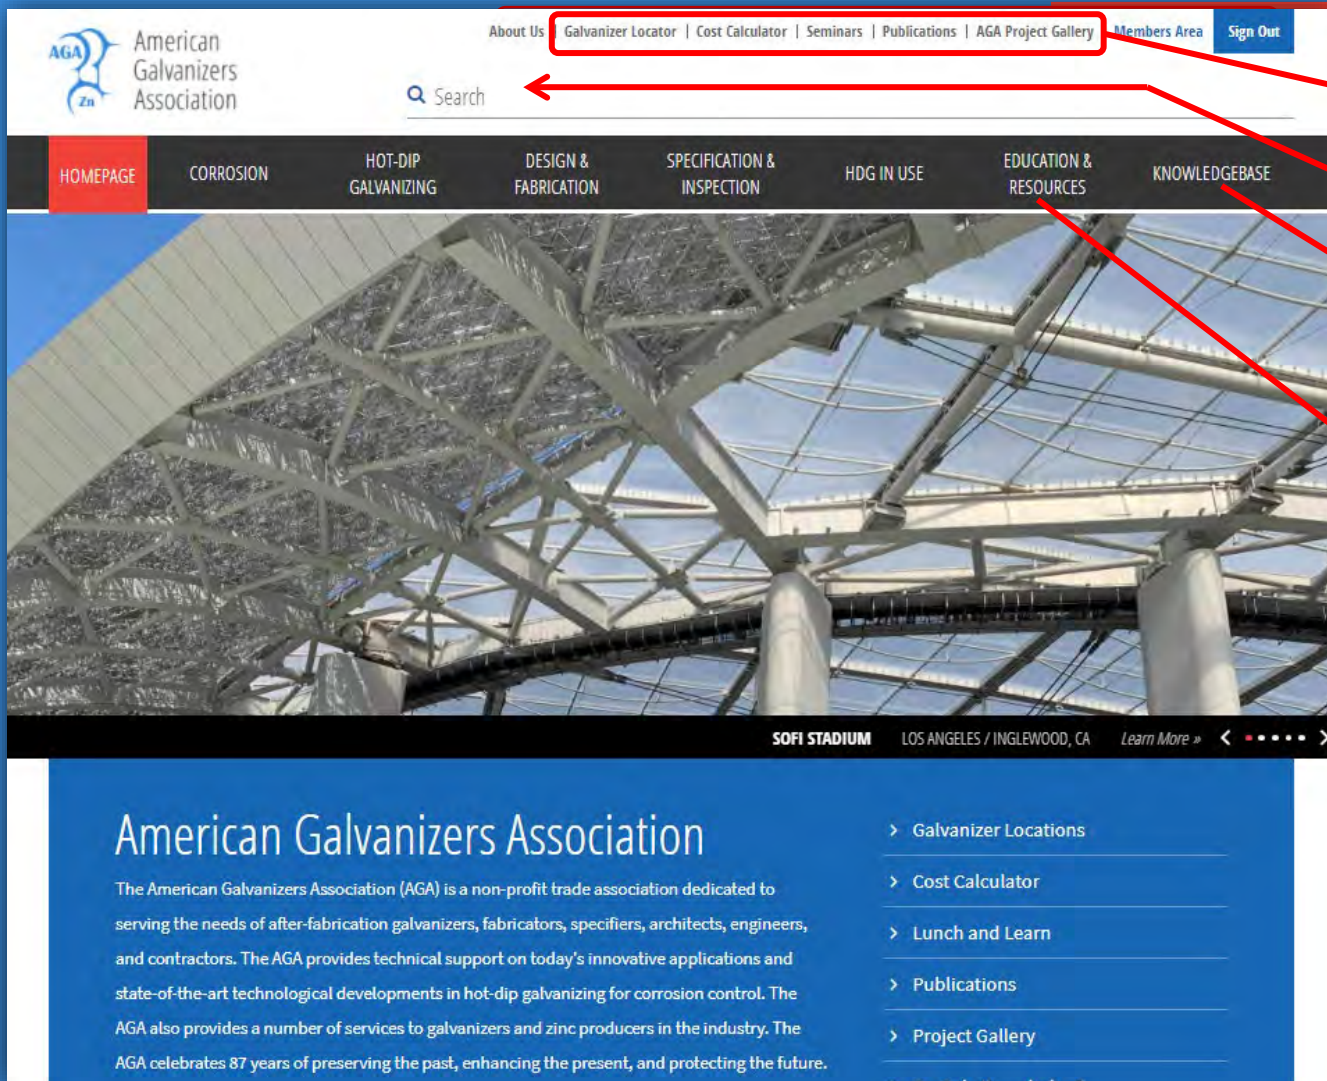 AGA
Zn
American
Galvanizers
Association
About Us | Galvanizer Locator | Cost Calculator | Seminars | Publications | AGA Project Gallery Members Area Sign Out
Search
HOMEPAGE
CORROSION
HOT-DIP
GALVANIZING
DESIGN &
FABRICATION
SPECIFICATION &
INSPECTION
HDG IN USE
EDUCATION &
RESOURCES
KNOWLEDGEBASE
SOFI STADIUM LOS ANGELES / INGLEWOOD, CA Learn More »
American Galvanizers Association
The American Galvanizers Association (AGA) is a non-profit trade association dedicated to
serving the needs of after-fabrication galvanizers, fabricators, specifiers, architects, engineers,
and contractors. The AGA provides technical support on today's innovative applications and
state-of-the-art technological developments in hot-dip galvanizing for corrosion control. The
AGA also provides a number of services to galvanizers and zinc producers in the industry. The
AGA celebrates 87 years of preserving the past, enhancing the present, and protecting the future.
> Galvanizer Locations
> Cost Calculator
> Lunch and Learn
> Publications
> Project Gallery